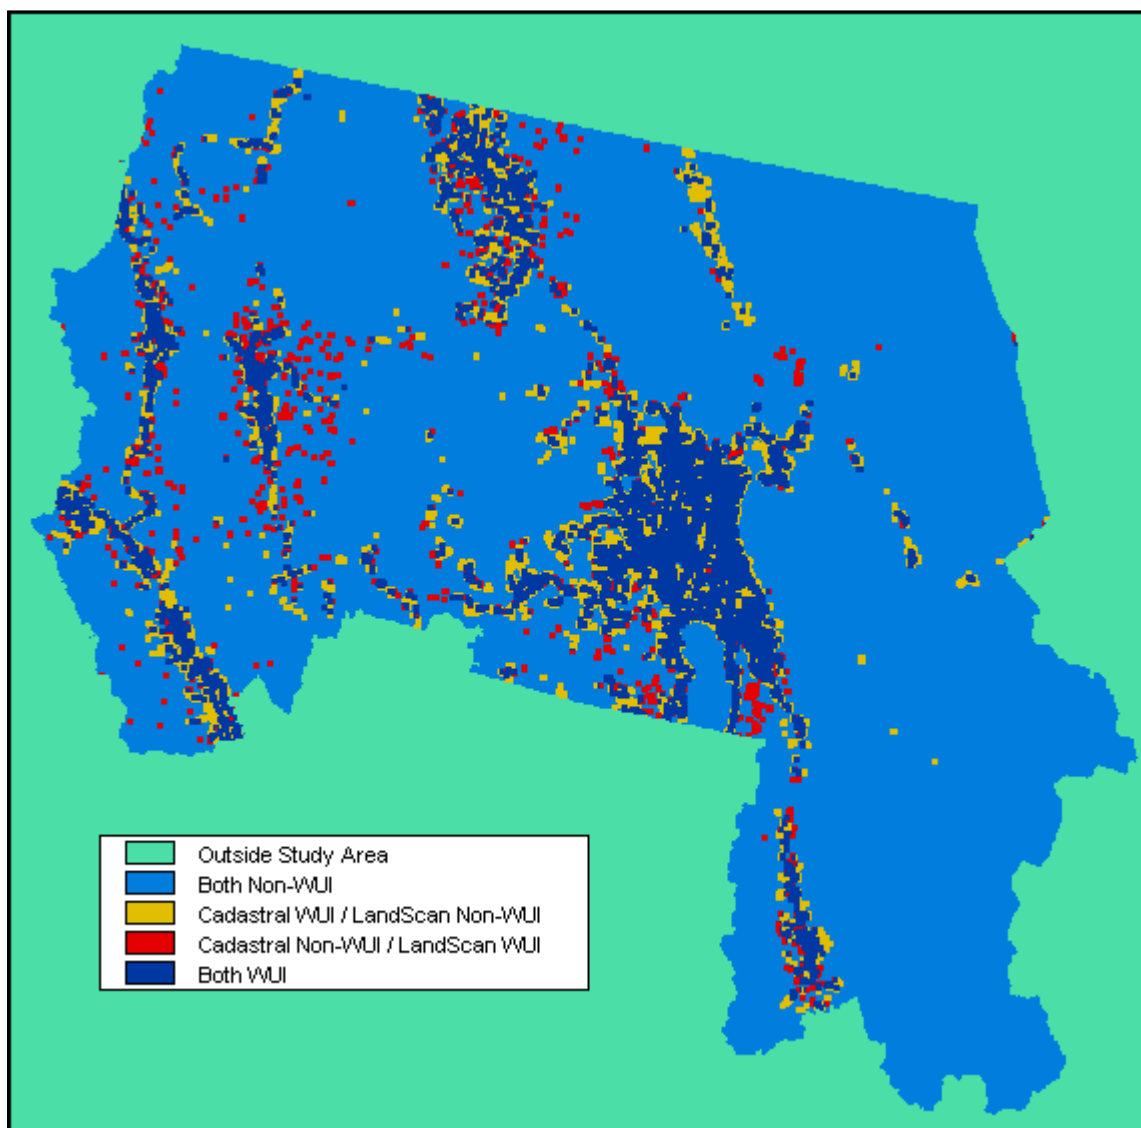 Outside Study Area
Both Non-WUI
Cadastral WUI / LandScan Non-WUI
Cadastral Non-WUI / LandScan WUI
Both WUI